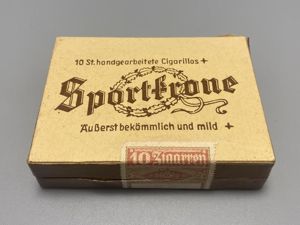 10 St. handgearbeitete Cigarillos +
Sportkrone
Äußerst bekömmlich und mild +
10 Zigarren